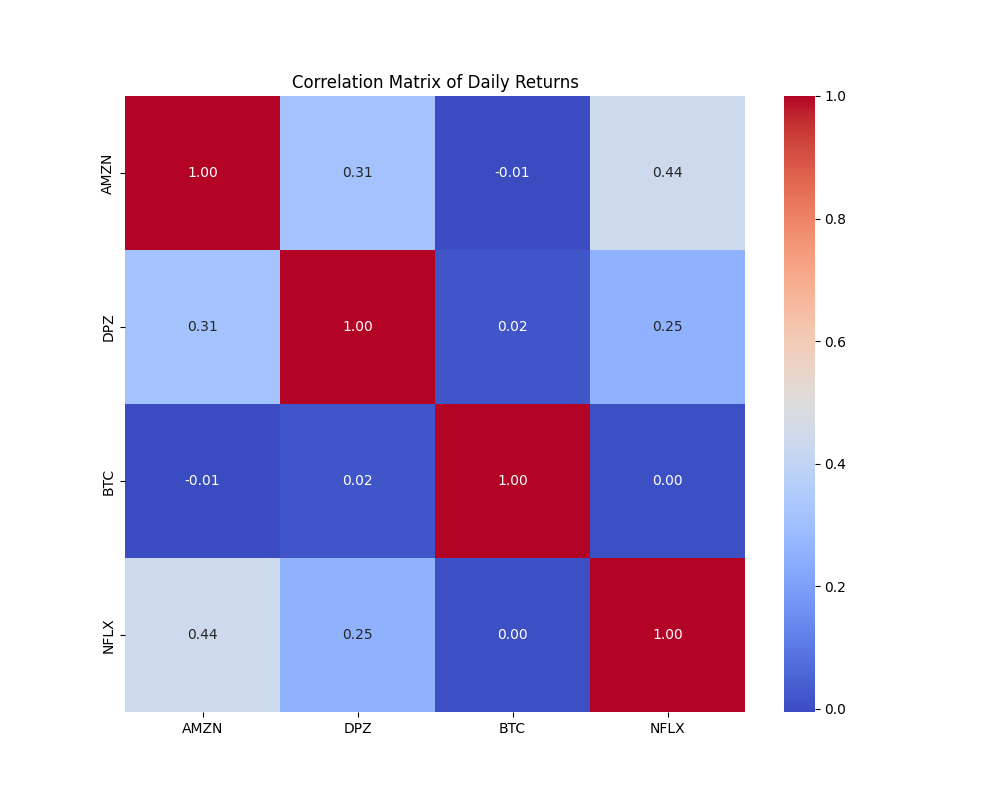 Correlation Matrix of Daily Returns
AMZN 1.00 0.31 -0.01 0.44
DPZ 0.31 1.00 0.02 0.25
BTC -0.01 0.02 1.00 0.00
NFLX 0.44 0.25 0.00 1.00
AMZN DPZ BTC NFLX
1.0
0.8
0.6
0.4
0.2
0.0